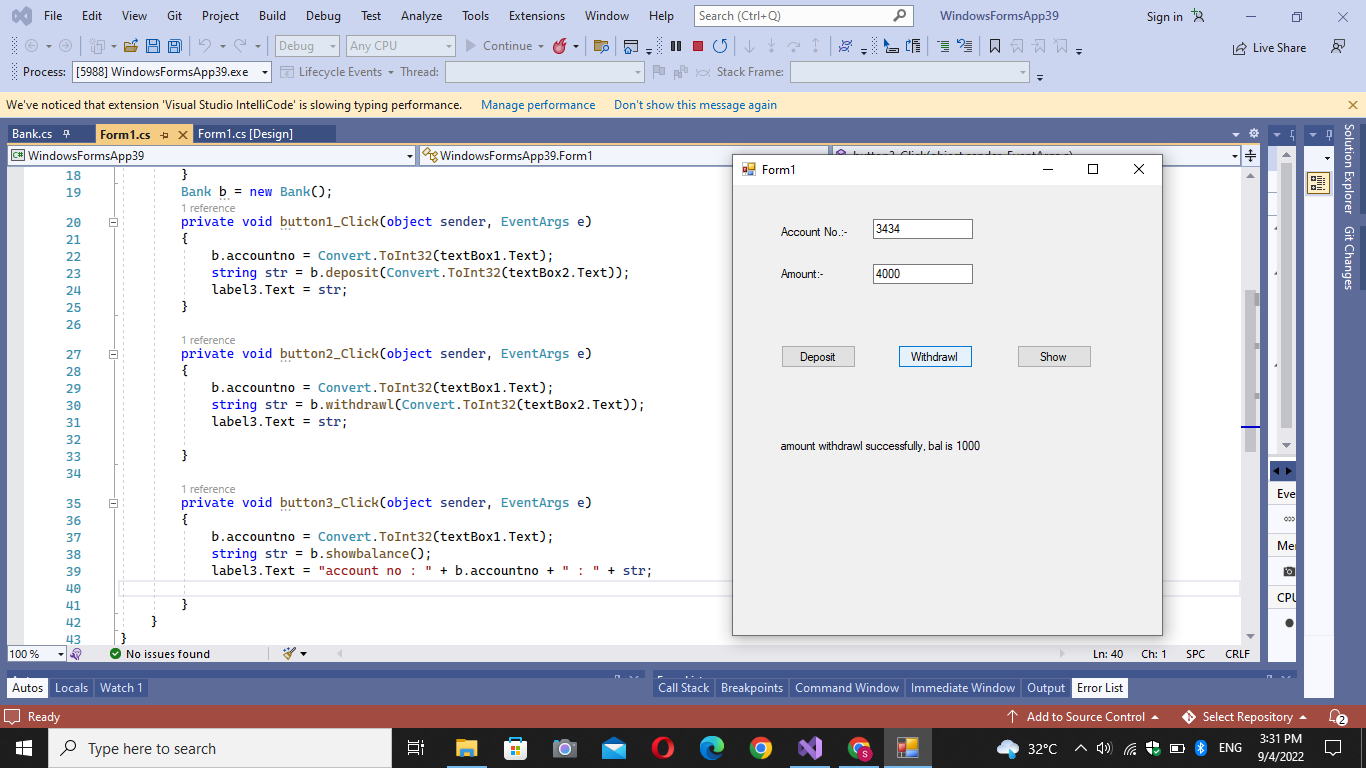 File Edit View Git Project Build Debug Test Analyze Tools Extensions Window Help Search (Ctrl+Q) WindowsFormsApp39 Sign in
Debug Any CPU Continue Live Share
Process: [5988] WindowsFormsApp39.exe Lifecycle Events Thread: Stack Frame:
We've noticed that extension 'Visual Studio IntelliCode' is slowing typing performance. Manage performance Don't show this message again
Bank.cs Form1.cs Form1.cs [Design]
C# WindowsFormsApp39 WindowsFormsApp39.Form1
18 }
19 Bank b = new Bank();
1 reference
20 private void button1_Click(object sender, EventArgs e)
21 {
22 b.accountno = Convert.ToInt32(textBox1.Text);
23 string str = b.deposit(Convert.ToInt32(textBox2.Text));
24 label3.Text = str;
25 }
26
1 reference
27 private void button2_Click(object sender, EventArgs e)
28 {
29 b.accountno = Convert.ToInt32(textBox1.Text);
30 string str = b.withdrawl(Convert.ToInt32(textBox2.Text));
31 label3.Text = str;
32
33 }
34
1 reference
35 private void button3_Click(object sender, EventArgs e)
36 {
37 b.accountno = Convert.ToInt32(textBox1.Text);
38 string str = b.showbalance();
39 label3.Text = "account no : " + b.accountno + " : " + str;
40
41 }
42 }
43 }
Form1
Account No.:- 3434
Amount:- 4000
Deposit Withdrawl Show
amount withdrawl successfully, bal is 1000
Solution Explorer
Git Changes
Eve
Me
CPU
100 % No issues found Ln: 40 Ch: 1 SPC CRLF
Autos Locals Watch 1 Call Stack Breakpoints Command Window Immediate Window Output Error List
Ready Add to Source Control Select Repository 2
Type here to search S 32°C ENG 3:31 PM
9/4/2022